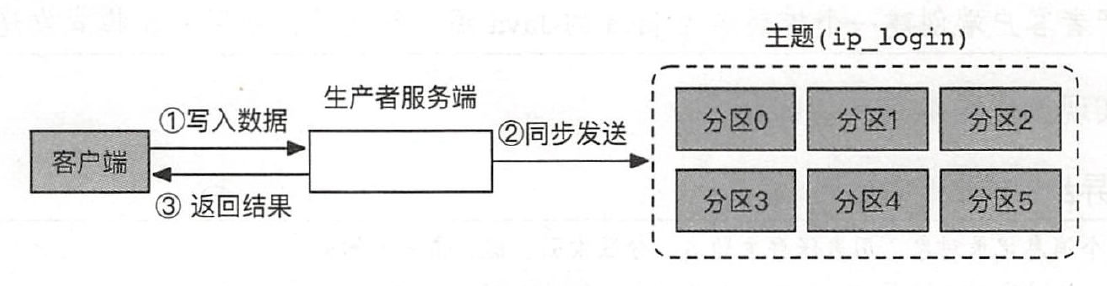 主题(ip_login)
生产者服务端
①写入数据
②同步发送
客户端
③ 返回结果
分区0
分区1
分区2
分区3
分区4
分区5